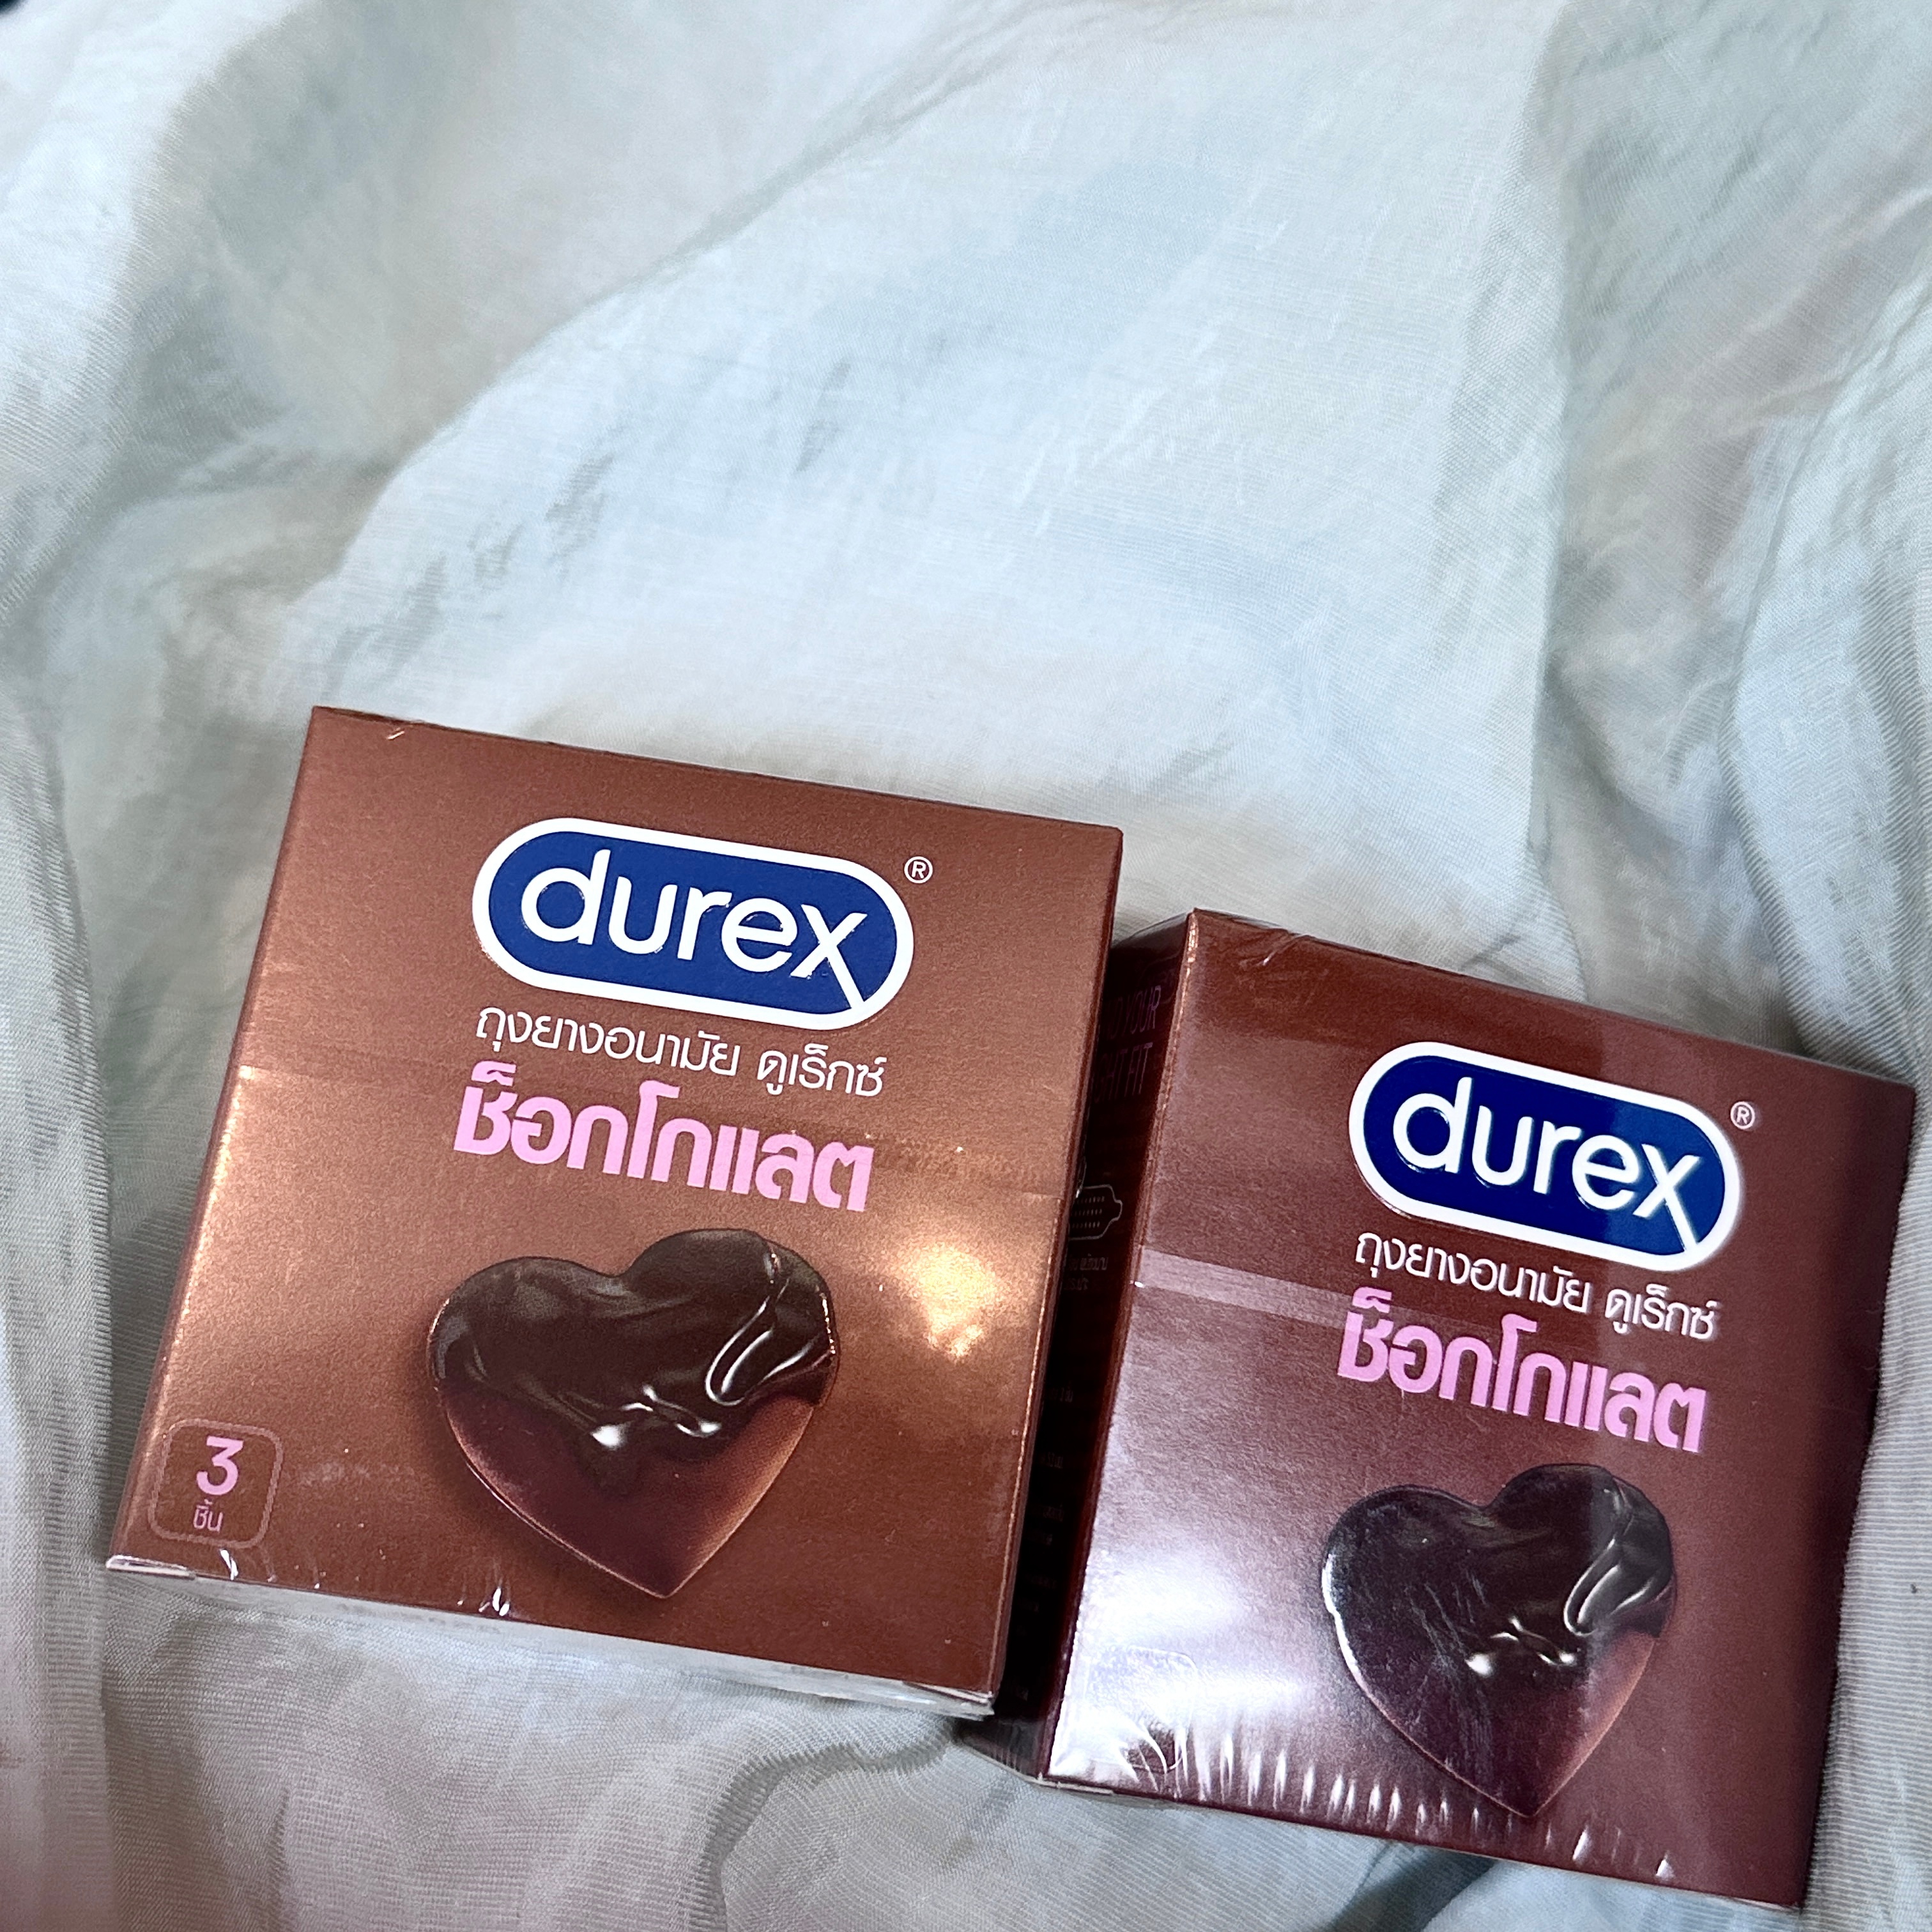 durex®
ถุงยางอนามัย ดูเร็กซ์
ช็อกโกแลต
3
ชิ้น
durex®
ถุงยางอนามัย ดูเร็กซ์
ช็อกโกแลต